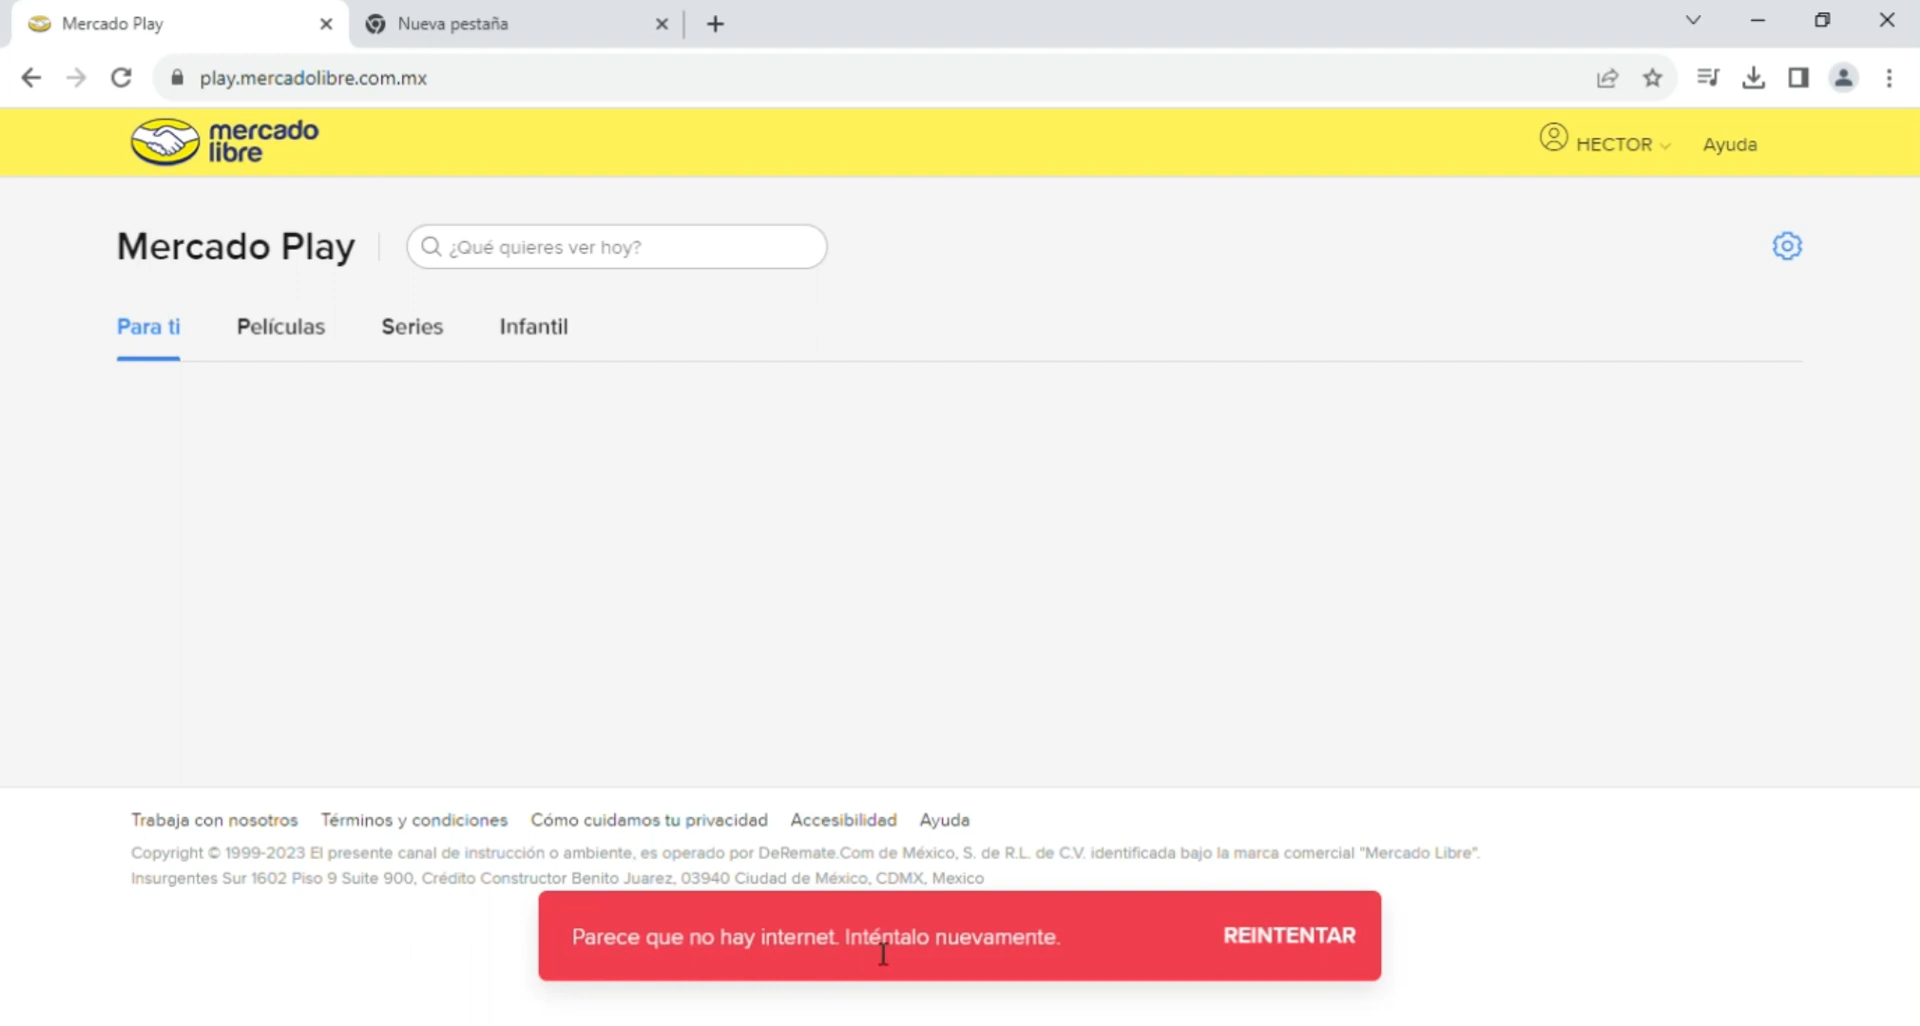 Mercado Play
Nueva pestaña
play.mercadolibre.com.mx
mercado
libre
HECTOR
Ayuda
Mercado Play
¿Qué quieres ver hoy?
Para ti
Películas
Series
Infantil
Trabaja con nosotros
Términos y condiciones
Cómo cuidamos tu privacidad
Accesibilidad
Ayuda
Copyright © 1999-2023 El presente canal de instrucción o ambiente, es operado por DeRemate.Com de México, S. de R.L. de C.V. identificada bajo la marca comercial "Mercado Libre".
Insurgentes Sur 1602 Piso 9 Suite 900, Crédito Constructor Benito Juarez, 03940 Ciudad de México, CDMX, Mexico
Parece que no hay internet. Inténtalo nuevamente.
REINTENTAR